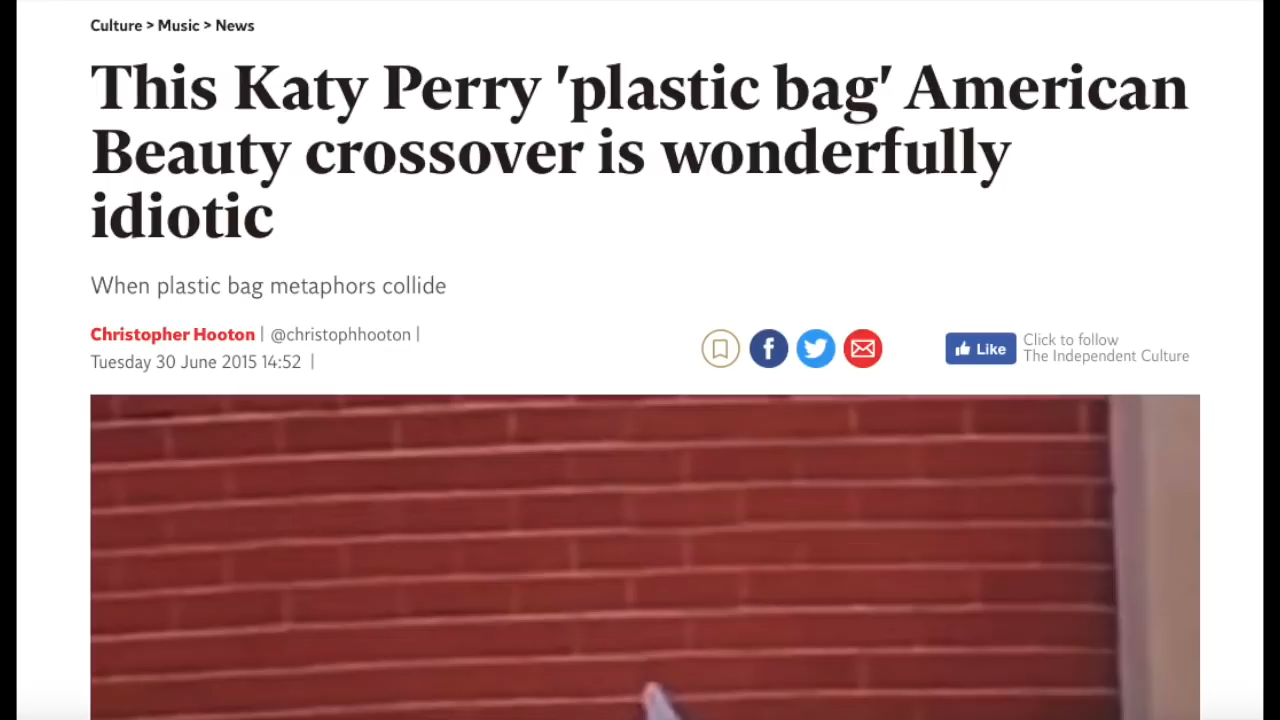 Culture > Music > News
This Katy Perry 'plastic bag' American
Beauty crossover is wonderfully
idiotic
When plastic bag metaphors collide
Christopher Hooton | @christophhooton |
Tuesday 30 June 2015 14:52 |
f
Like
Click to follow
The Independent Culture